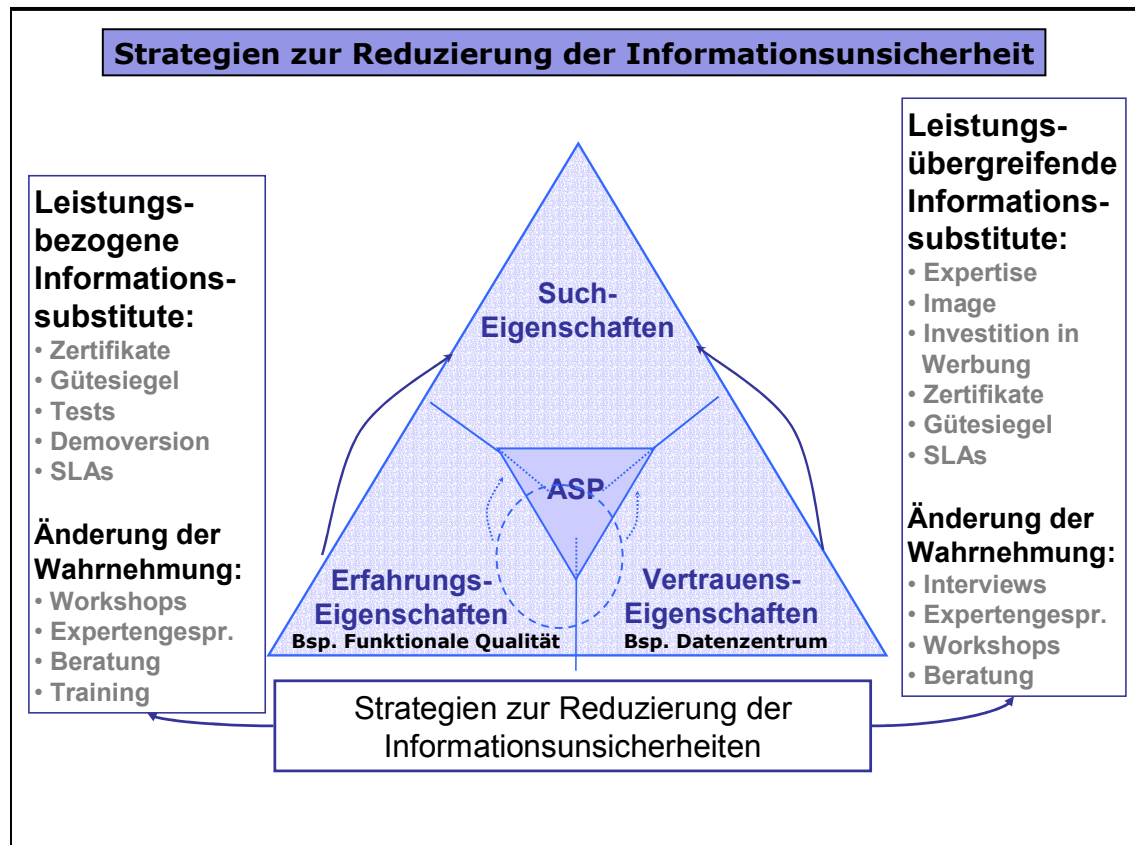 Strategien zur Reduzierung der Informationsunsicherheit
Leistungs-
bezogene
Informations-
substitute:
• Zertifikate
• Gütesiegel
• Tests
• Demoversion
• SLAs
Änderung der
Wahrnehmung:
• Workshops
• Expertengespr.
• Beratung
• Training
Such-
Eigenschaften
ASP
Erfahrungs-
Eigenschaften
Bsp. Funktionale Qualität
Vertrauens-
Eigenschaften
Bsp. Datenzentrum
Leistungs-
übergreifende
Informations-
substitute:
• Expertise
• Image
• Investition in
Werbung
• Zertifikate
• Gütesiegel
• SLAs
Änderung der
Wahrnehmung:
• Interviews
• Expertengespr.
• Workshops
• Beratung
Strategien zur Reduzierung der
Informationsunsicherheiten